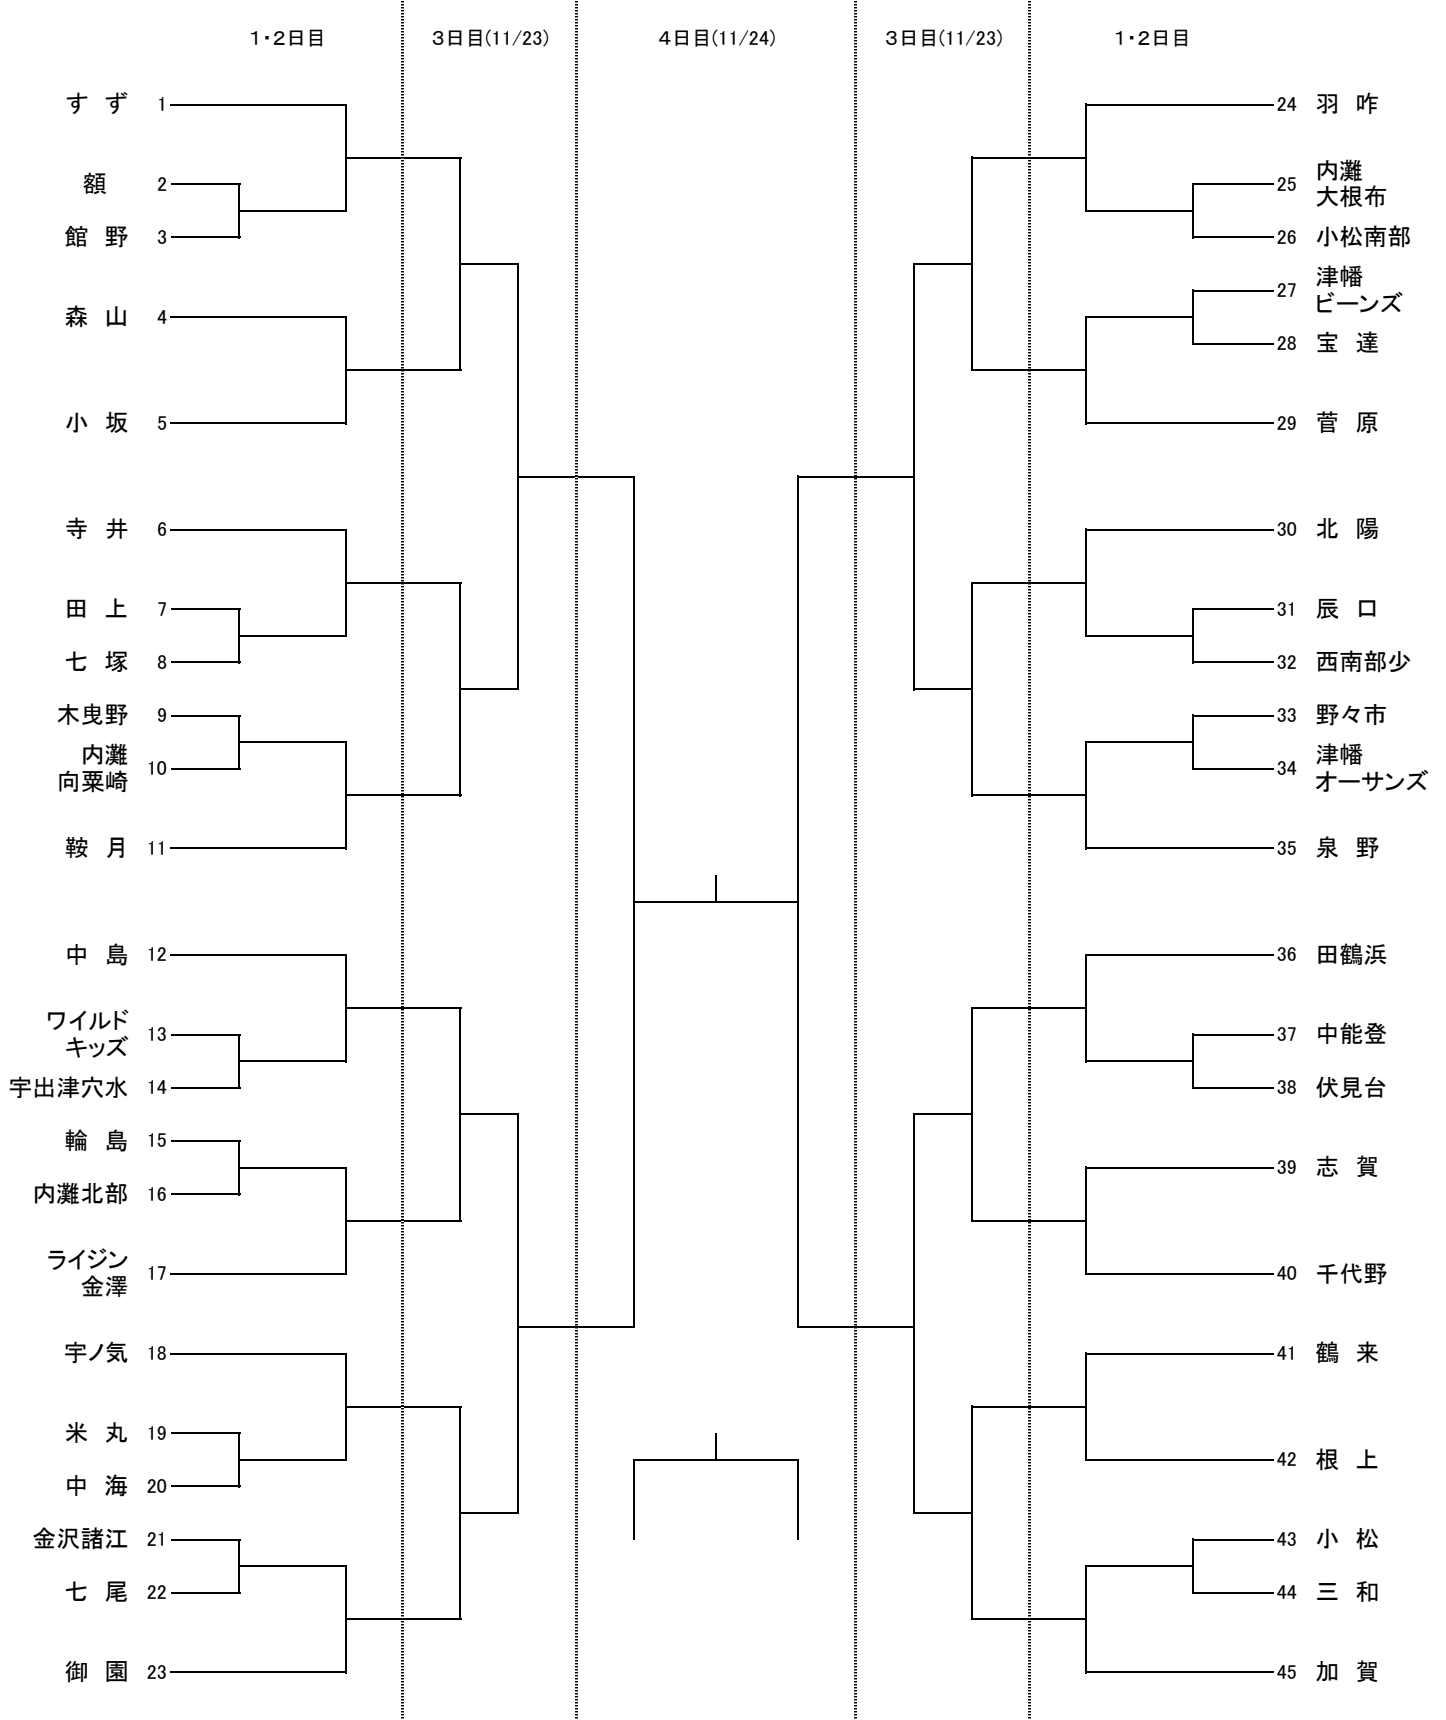 1・2日目
3日目(11/23)
4日目(11/24)
3日目(11/23)
1・2日目
す ず 1
額 2
館 野 3
森 山 4
小 坂 5
寺 井 6
田 上 7
七 塚 8
木曳野 9
内灘
向粟崎 10
鞍 月 11
中 島 12
ワイルド
キッズ 13
宇出津穴水 14
輪 島 15
内灘北部 16
ライジン
金澤 17
宇ノ気 18
米 丸 19
中 海 20
金沢諸江 21
七 尾 22
御 園 23
24 羽 咋
25 内灘
大根布
26 小松南部
27 津幡
ビーンズ
28 宝 達
29 菅 原
30 北 陽
31 辰 口
32 西南部少
33 野々市
34 津幡
オーサンズ
35 泉 野
36 田鶴浜
37 中能登
38 伏見台
39 志 賀
40 千代野
41 鶴 来
42 根 上
43 小 松
44 三 和
45 加 賀